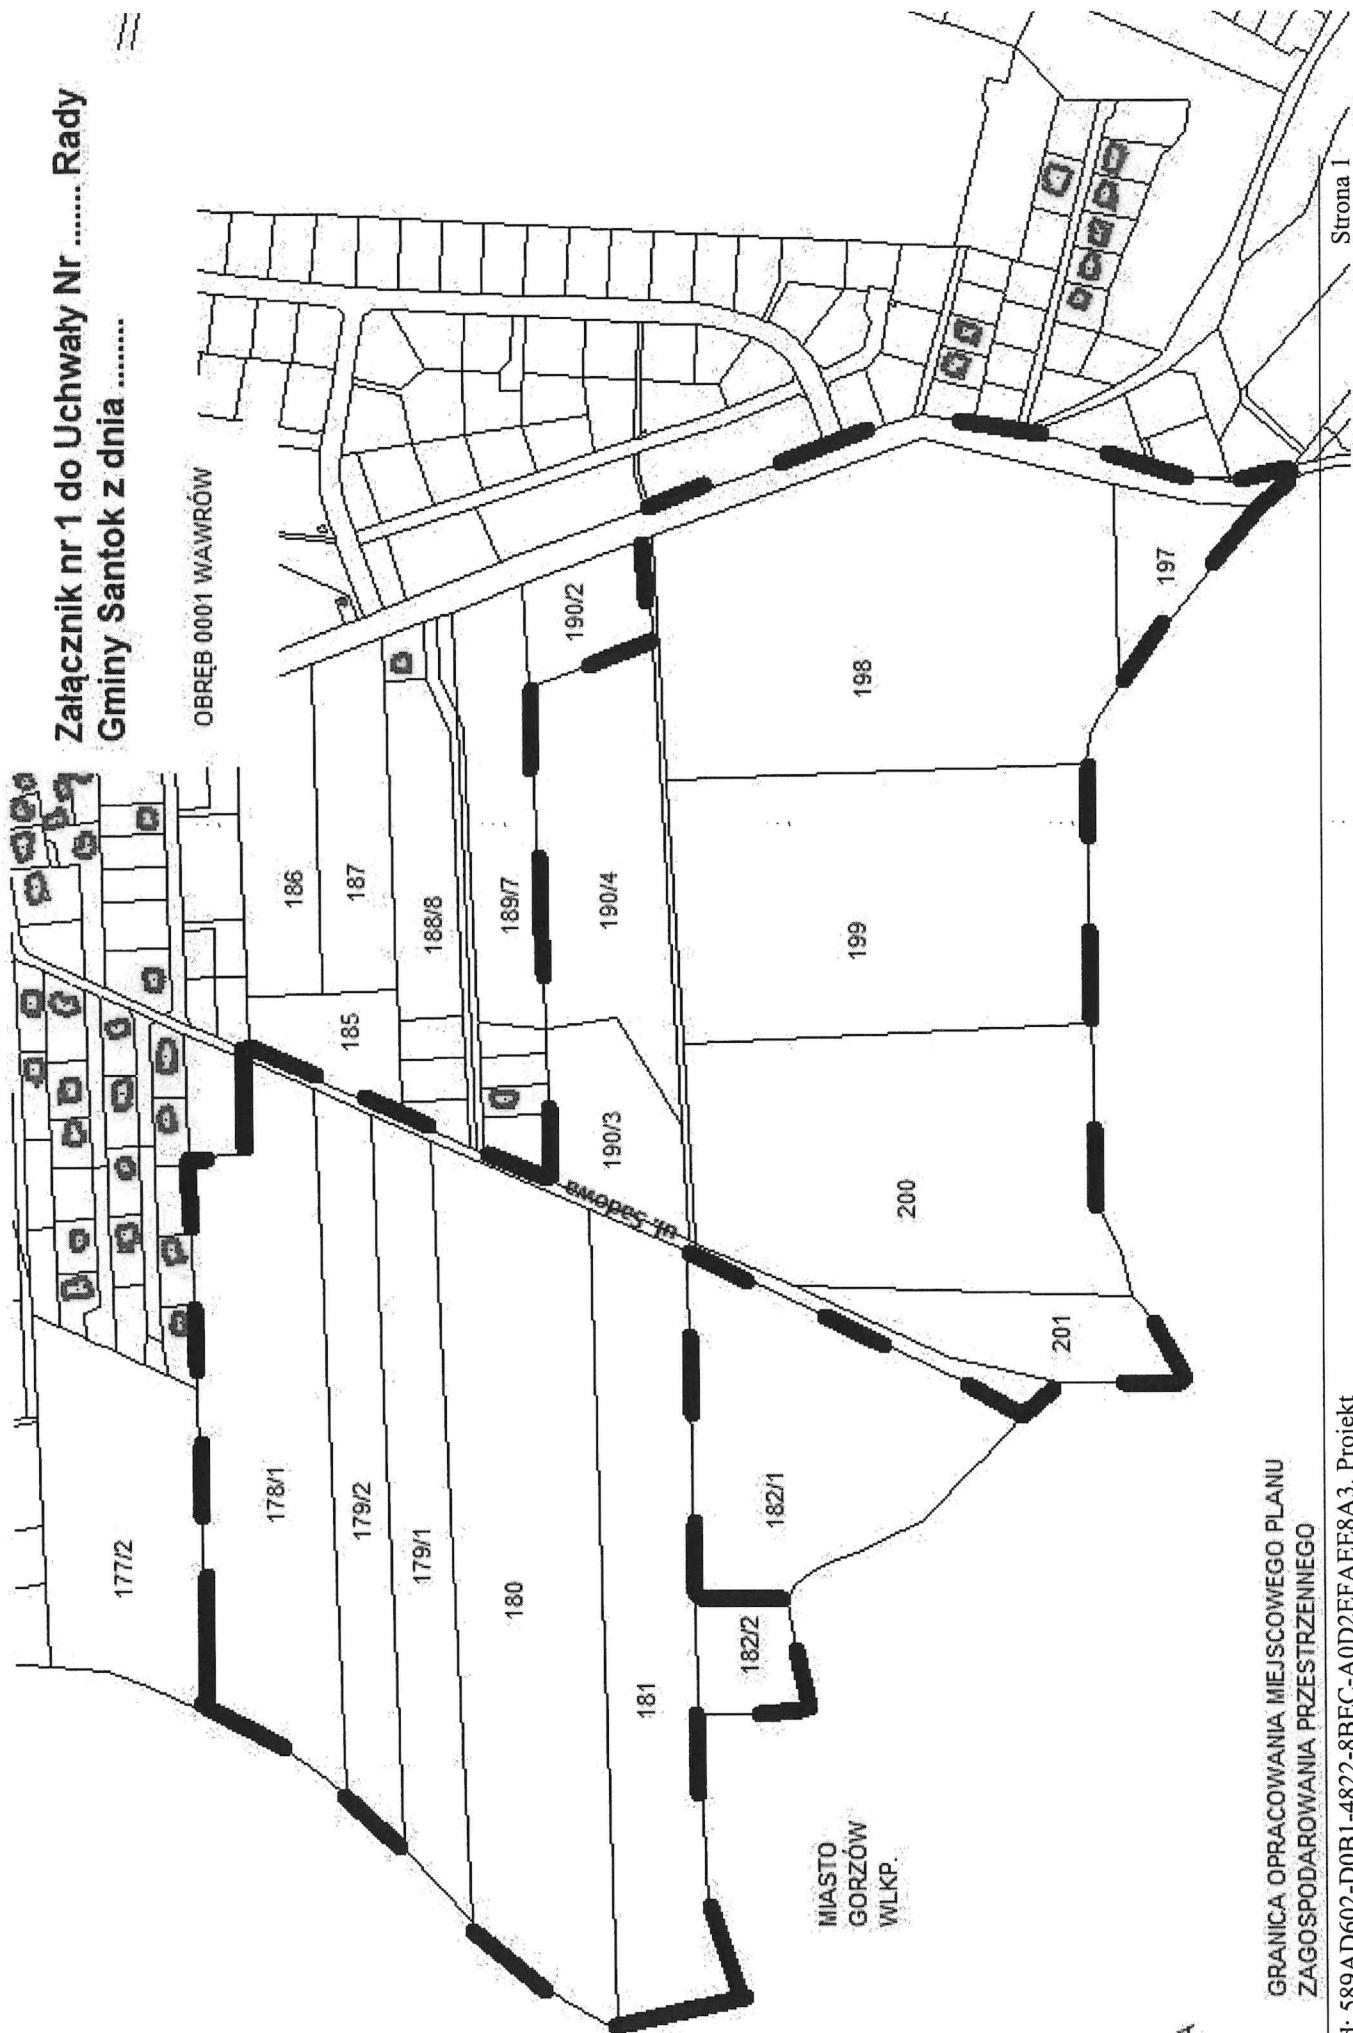 Załącznik nr 1 do Uchwały Nr ........ Rady
Gminy Santok z dnia .........
OBRĘB 0001 WAWRÓW
177/2
178/1
179/2
179/1
180
181
182/2
182/1
185
186
187
188/8
189/7
190/4
190/3
190/2
ul. Sadowa
201
200
199
198
197
MIASTO
GORZÓW
WLKP.
GRANICA OPRACOWANIA MIEJSCOWEGO PLANU
ZAGOSPODAROWANIA PRZESTRZENNEGO
Strona 1